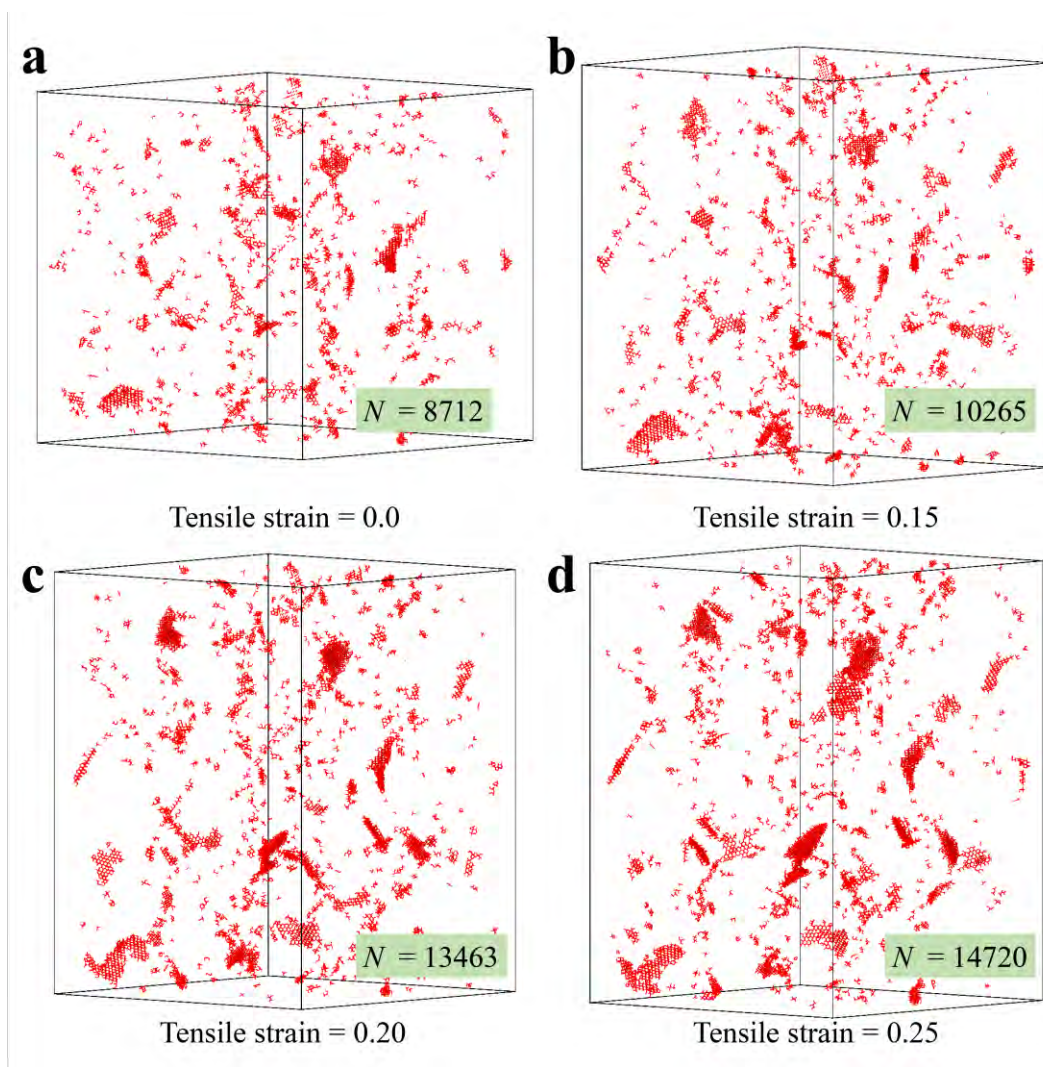 a
b
N = 8712
N = 10265
Tensile strain = 0.0
Tensile strain = 0.15
c
d
N = 13463
N = 14720
Tensile strain = 0.20
Tensile strain = 0.25